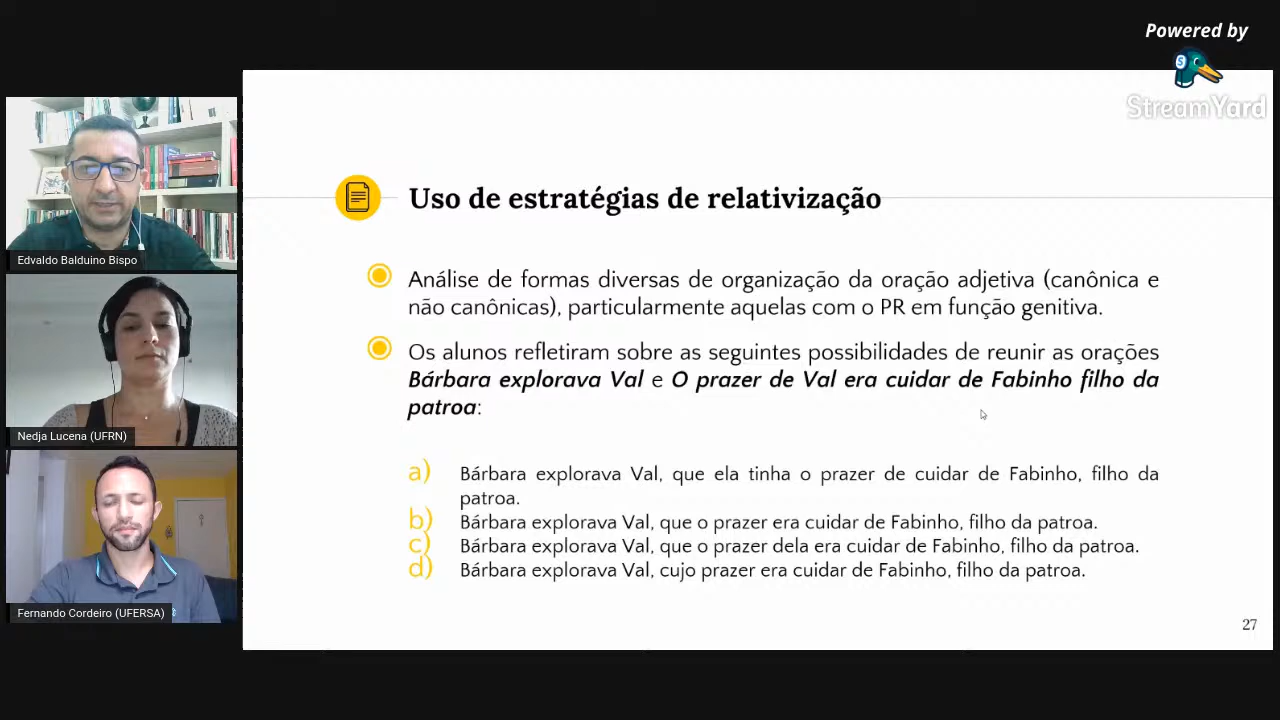 Powered by
StreamYard
Edvaldo Balduino Bispo
Nedja Lucena (UFRN)
Fernando Cordeiro (UFERSA)
Uso de estratégias de relativização
Análise de formas diversas de organização da oração adjetiva (canônica e
não canônicas), particularmente aquelas com o PR em função genitiva.
Os alunos refletiram sobre as seguintes possibilidades de reunir as orações
Bárbara explorava Val e O prazer de Val era cuidar de Fabinho filho da
patroa:
a) Bárbara explorava Val, que ela tinha o prazer de cuidar de Fabinho, filho da
patroa.
b) Bárbara explorava Val, que o prazer era cuidar de Fabinho, filho da patroa.
c) Bárbara explorava Val, que o prazer dela era cuidar de Fabinho, filho da patroa.
d) Bárbara explorava Val, cujo prazer era cuidar de Fabinho, filho da patroa.
27